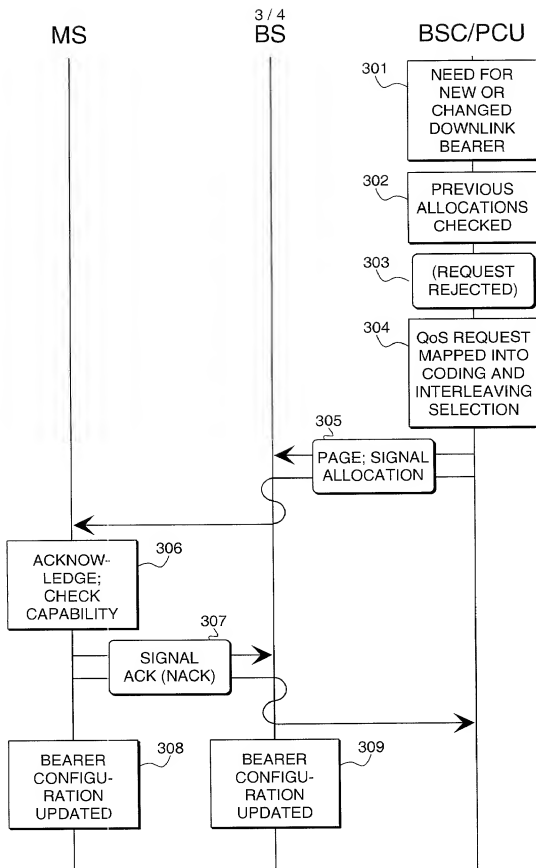 3 / 4
MS
BS
BSC/PCU
301
NEED FOR
NEW OR
CHANGED
DOWNLINK
BEARER
302
PREVIOUS
ALLOCATIONS
CHECKED
303
(REQUEST
REJECTED)
304
QoS REQUEST
MAPPED INTO
CODING AND
INTERLEAVING
SELECTION
305
PAGE; SIGNAL
ALLOCATION
306
ACKNOW-
LEDGE;
CHECK
CAPABILITY
307
SIGNAL
ACK (NACK)
308
BEARER
CONFIGU-
RATION
UPDATED
309
BEARER
CONFIGU-
RATION
UPDATED